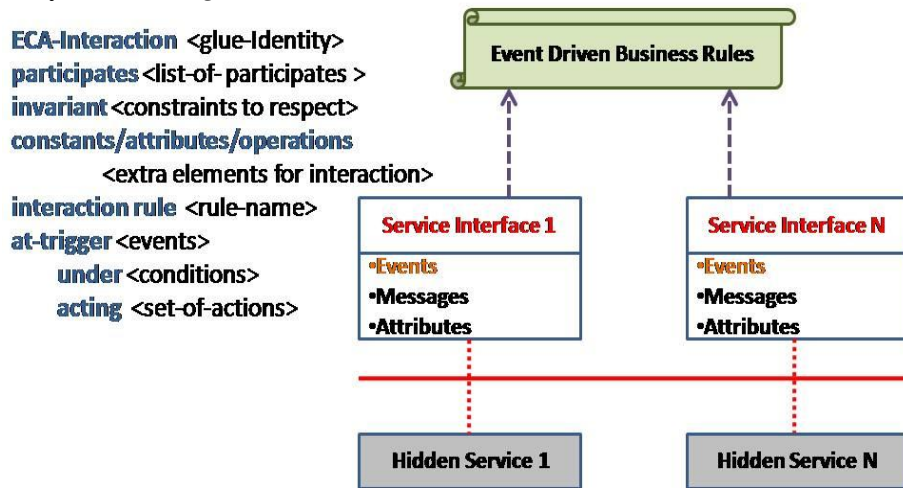 ECA-Interaction <glue-Identity>
participates <list-of- participates >
invariant <constraints to respect>
constants/attributes/operations
<extra elements for interaction>
interaction rule <rule-name>
at-trigger <events>
under <conditions>
acting <set-of-actions>
Event Driven Business Rules
Service Interface 1
•Events
•Messages
•Attributes
Service Interface N
•Events
•Messages
•Attributes
Hidden Service 1
Hidden Service N